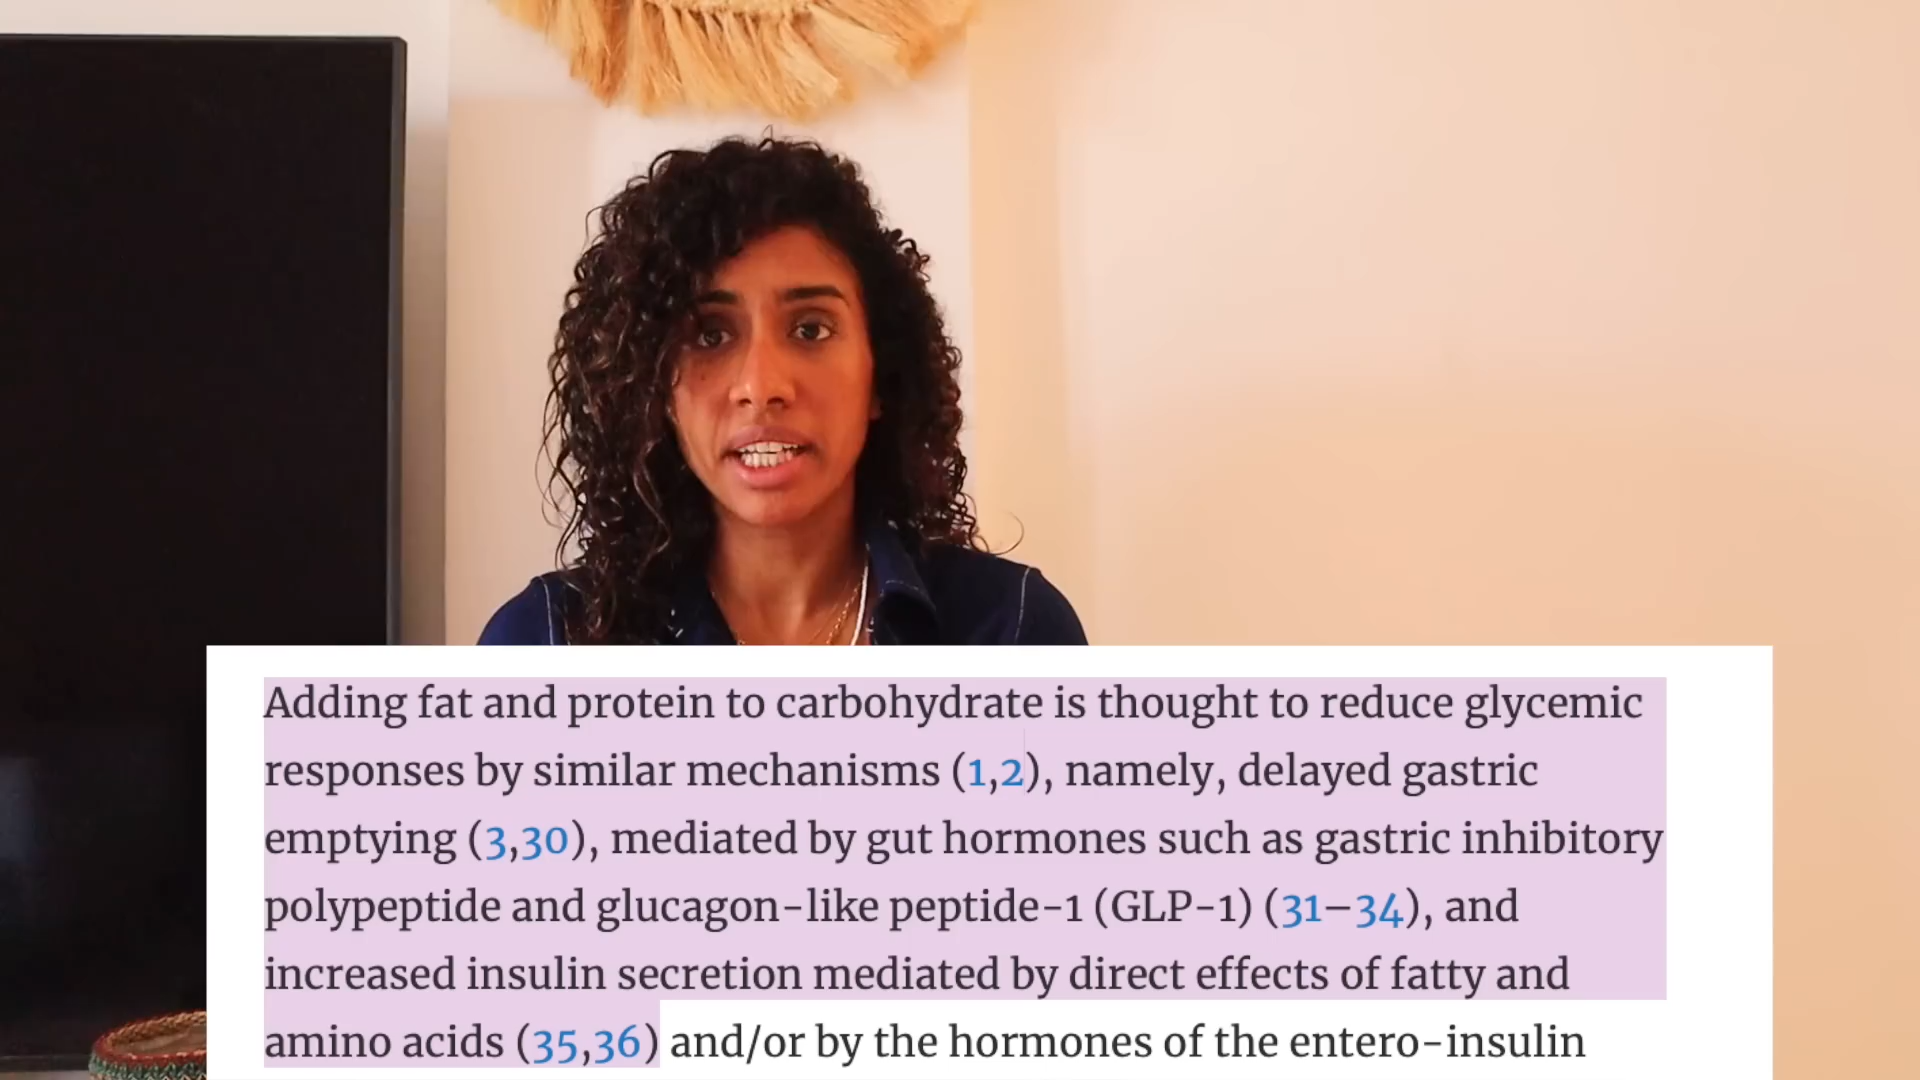 Adding fat and protein to carbohydrate is thought to reduce glycemic
responses by similar mechanisms (1,2), namely, delayed gastric
emptying (3,30), mediated by gut hormones such as gastric inhibitory
polypeptide and glucagon-like peptide-1 (GLP-1) (31–34), and
increased insulin secretion mediated by direct effects of fatty and
amino acids (35,36) and/or by the hormones of the entero-insulin